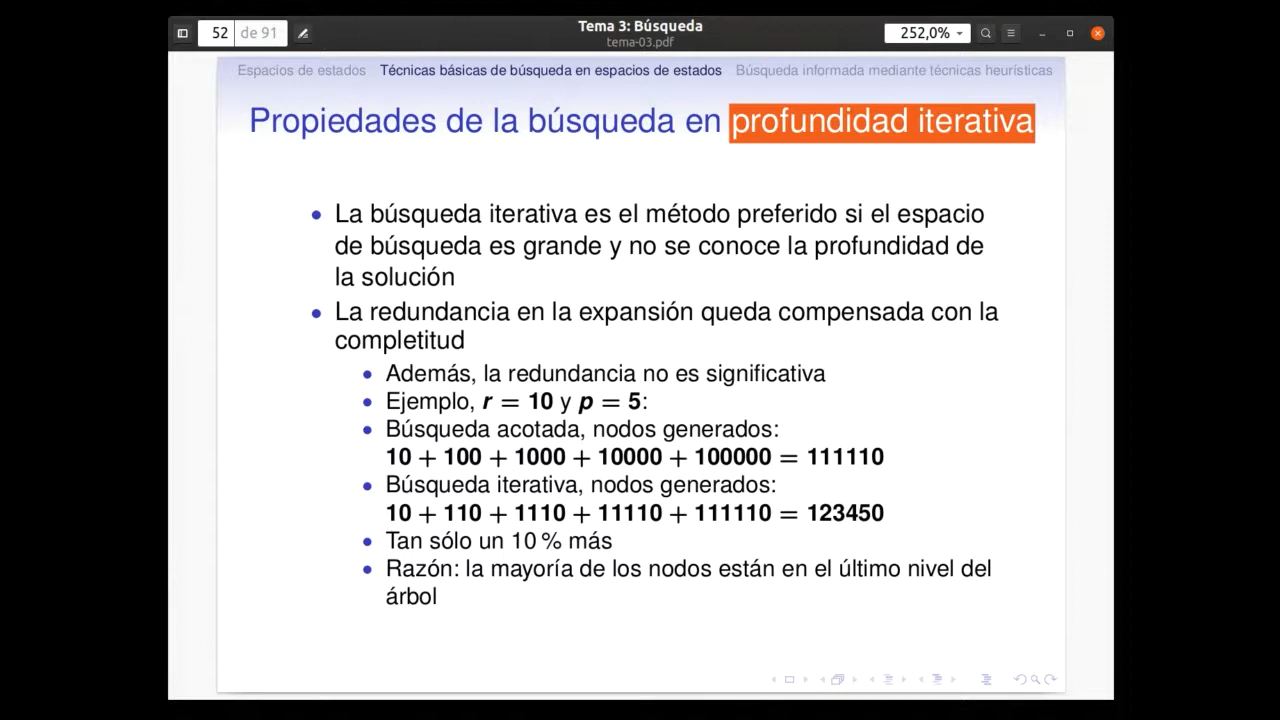 52 de 91
Tema 3: Búsqueda
tema-03.pdf
252,0%
Espacios de estados Técnicas básicas de búsqueda en espacios de estados Búsqueda informada mediante técnicas heurísticas
Propiedades de la búsqueda en profundidad iterativa
• La búsqueda iterativa es el método preferido si el espacio
de búsqueda es grande y no se conoce la profundidad de
la solución
• La redundancia en la expansión queda compensada con la
completitud
• Además, la redundancia no es significativa
• Ejemplo, r = 10 y p = 5:
• Búsqueda acotada, nodos generados:
10 + 100 + 1000 + 10000 + 100000 = 111110
• Búsqueda iterativa, nodos generados:
10 + 110 + 1110 + 11110 + 111110 = 123450
• Tan sólo un 10 % más
• Razón: la mayoría de los nodos están en el último nivel del
árbol